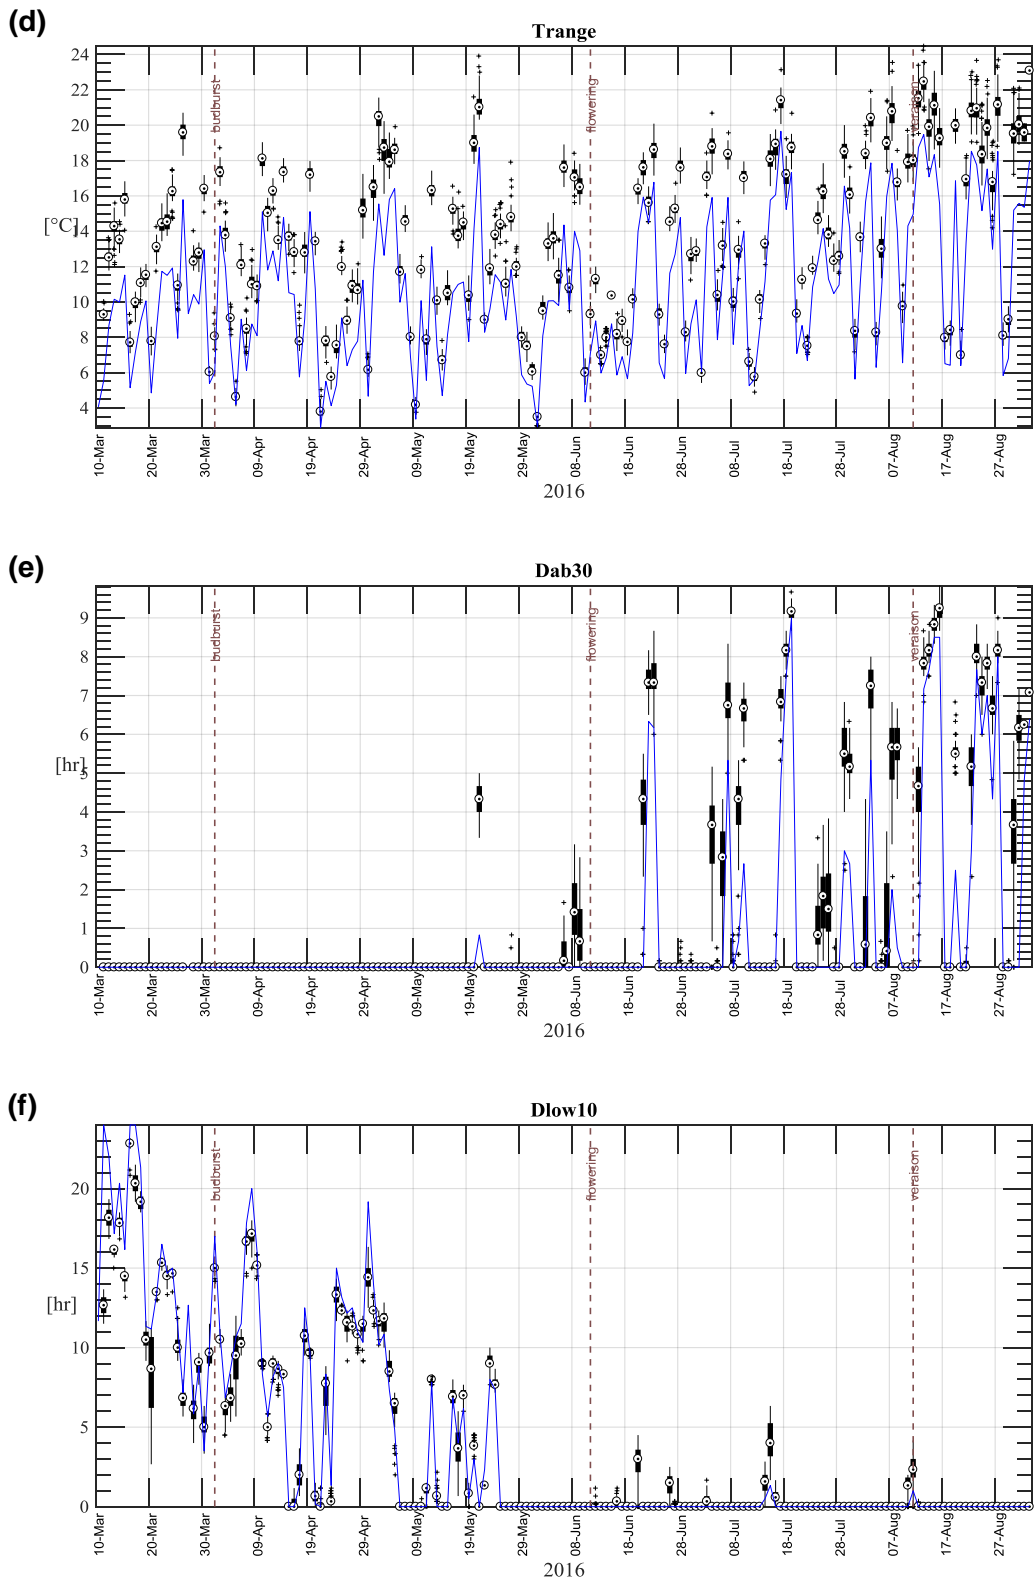 (d)
Trange
24
22
20
18
16
14
12
10
8
6
4
[°C]
budburst
flowering
veraison
10-Mar
20-Mar
30-Mar
09-Apr
19-Apr
29-Apr
09-May
19-May
29-May
08-Jun
18-Jun
28-Jun
08-Jul
18-Jul
28-Jul
07-Aug
17-Aug
27-Aug
2016
(e)
Dab30
9
8
7
6
5
4
3
2
1
0
[hr]
budburst
flowering
veraison
10-Mar
20-Mar
30-Mar
09-Apr
19-Apr
29-Apr
09-May
19-May
29-May
08-Jun
18-Jun
28-Jun
08-Jul
18-Jul
28-Jul
07-Aug
17-Aug
27-Aug
2016
(f)
Dlow10
20
15
10
5
0
[hr]
budburst
flowering
veraison
10-Mar
20-Mar
30-Mar
09-Apr
19-Apr
29-Apr
09-May
19-May
29-May
08-Jun
18-Jun
28-Jun
08-Jul
18-Jul
28-Jul
07-Aug
17-Aug
27-Aug
2016